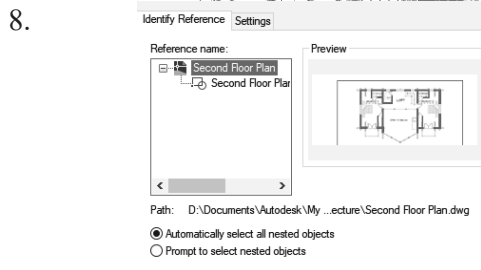 8.
Identify Reference Settings
Reference name: Preview
Second Floor Plan
Second Floor Plar
Path: D:\Documents\Autodesk\My ...ecture\Second Floor Plan.dwg
Automatically select all nested objects
Prompt to select nested objects